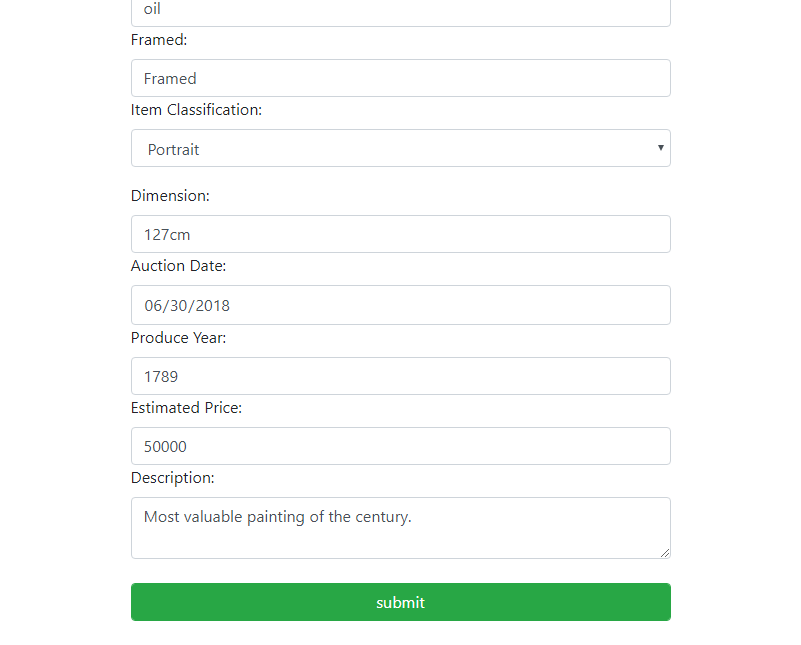 oil
Framed:
Framed
Item Classification:
Portrait
Dimension:
127cm
Auction Date:
06/30/2018
Produce Year:
1789
Estimated Price:
50000
Description:
Most valuable painting of the century.
submit